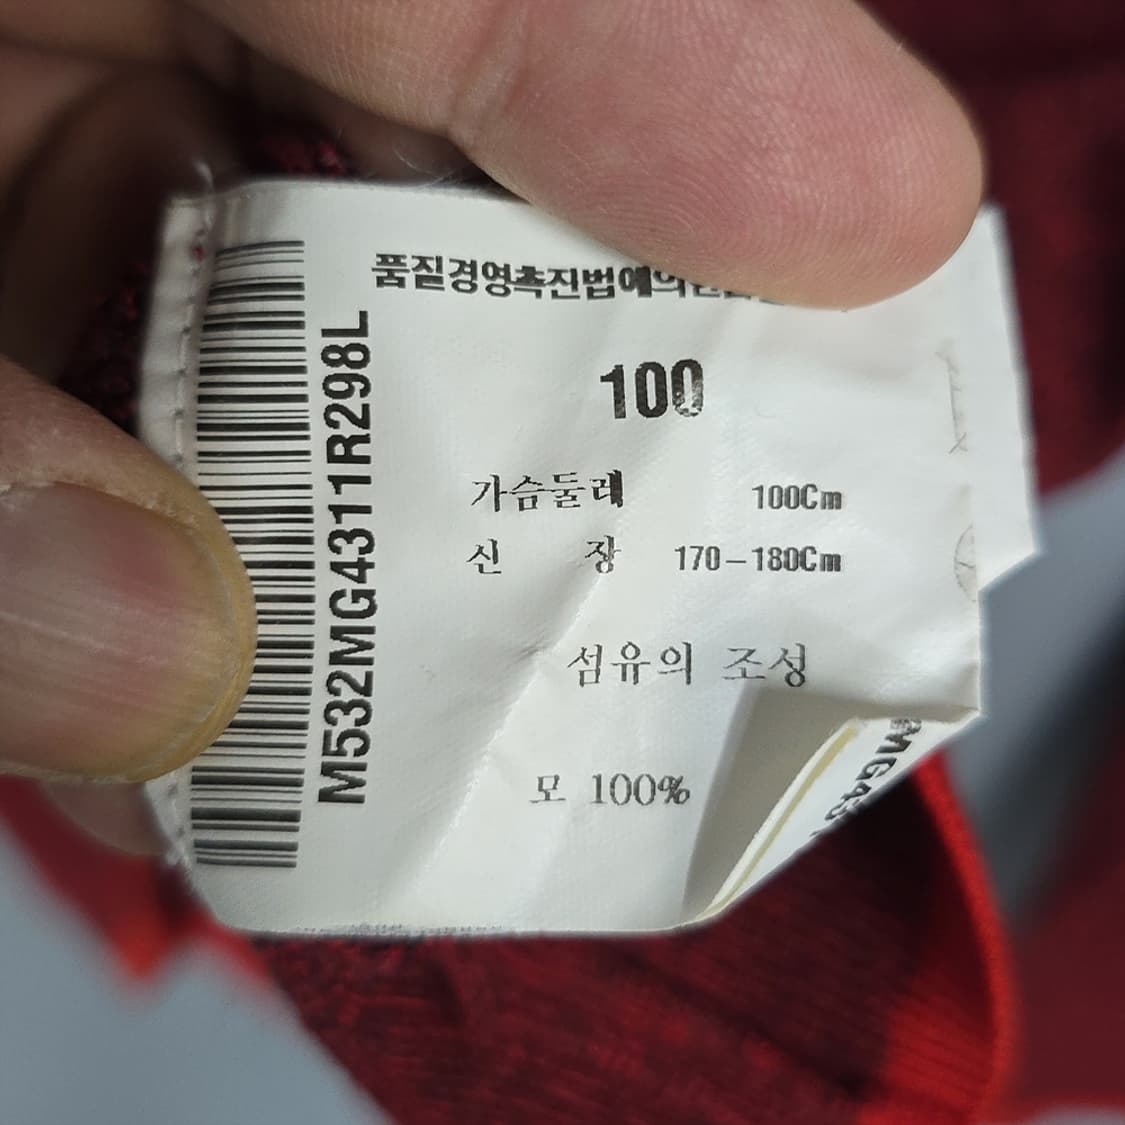 품질경영촉진법에의한
100
가슴둘레 100Cm
신 장 170-180Cm
섬유의 조성
모 100%
M532MG4311R298L
MG431